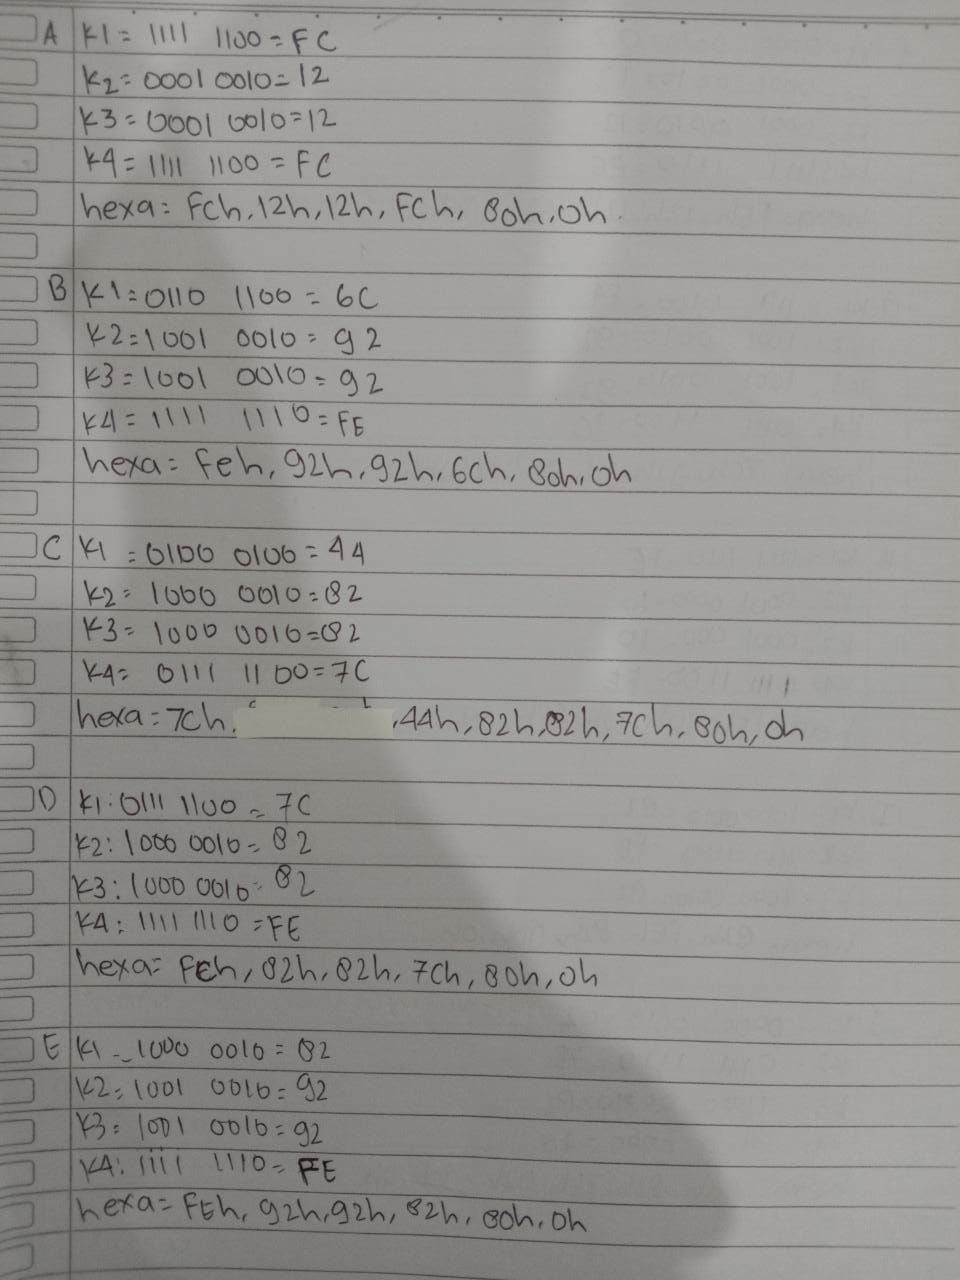 A K1 = 1111 1100 = FC
K2 = 0001 0010 = 12
K3 = 0001 0010 = 12
K4 = 1111 1100 = FC
hexa = FCh, 12h, 12h, FCh, 80h, 0h.
B K1 = 0110 1100 = 6C
K2 = 1001 0010 = 92
K3 = 1001 0010 = 92
K4 = 1111 1110 = FE
hexa = Feh, 92h, 92h, 6Ch, 80h, 0h
C K1 = 0100 0100 = 44
K2 = 1000 0010 = 82
K3 = 1000 0010 = 82
K4 = 0111 1100 = 7C
hexa = 7Ch, , 44h, 82h, 82h, 7Ch, 80h, 0h
D K1 : 0111 1100 = 7C
K2 : 1000 0010 = 82
K3 : 1000 0010 = 82
K4 : 1111 1110 = FE
hexa = FEh, 82h, 82h, 7Ch, 80h, 0h
E K1 = 1000 0010 = 82
K2 = 1001 0010 = 92
K3 = 1001 0010 = 92
K4 : 1111 1110 = FE
hexa = FEh, 92h, 92h, 82h, 80h, 0h